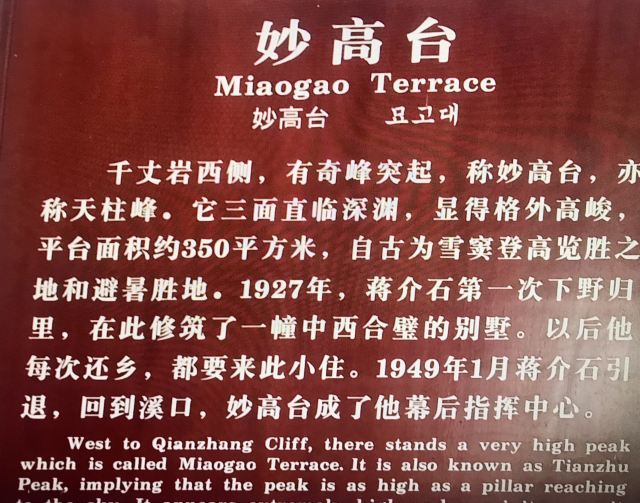 妙高台
Miaogao Terrace
妙高台 묘고대
千丈岩西侧，有奇峰突起，称妙高台，亦
称天柱峰。它三面直临深渊，显得格外高峻，
平台面积约350平方米，自古为雪窦登高览胜之
地和避暑胜地。1927年，蒋介石第一次下野归
里，在此修筑了一幢中西合璧的别墅。以后他
每次还乡，都要来此小住。1949年1月蒋介石引
退，回到溪口，妙高台成了他幕后指挥中心。
West to Qianzhang Cliff, there stands a very high peak
which is called Miaogao Terrace. It is also known as Tianzhu
Peak, implying that the peak is as high as a pillar reaching